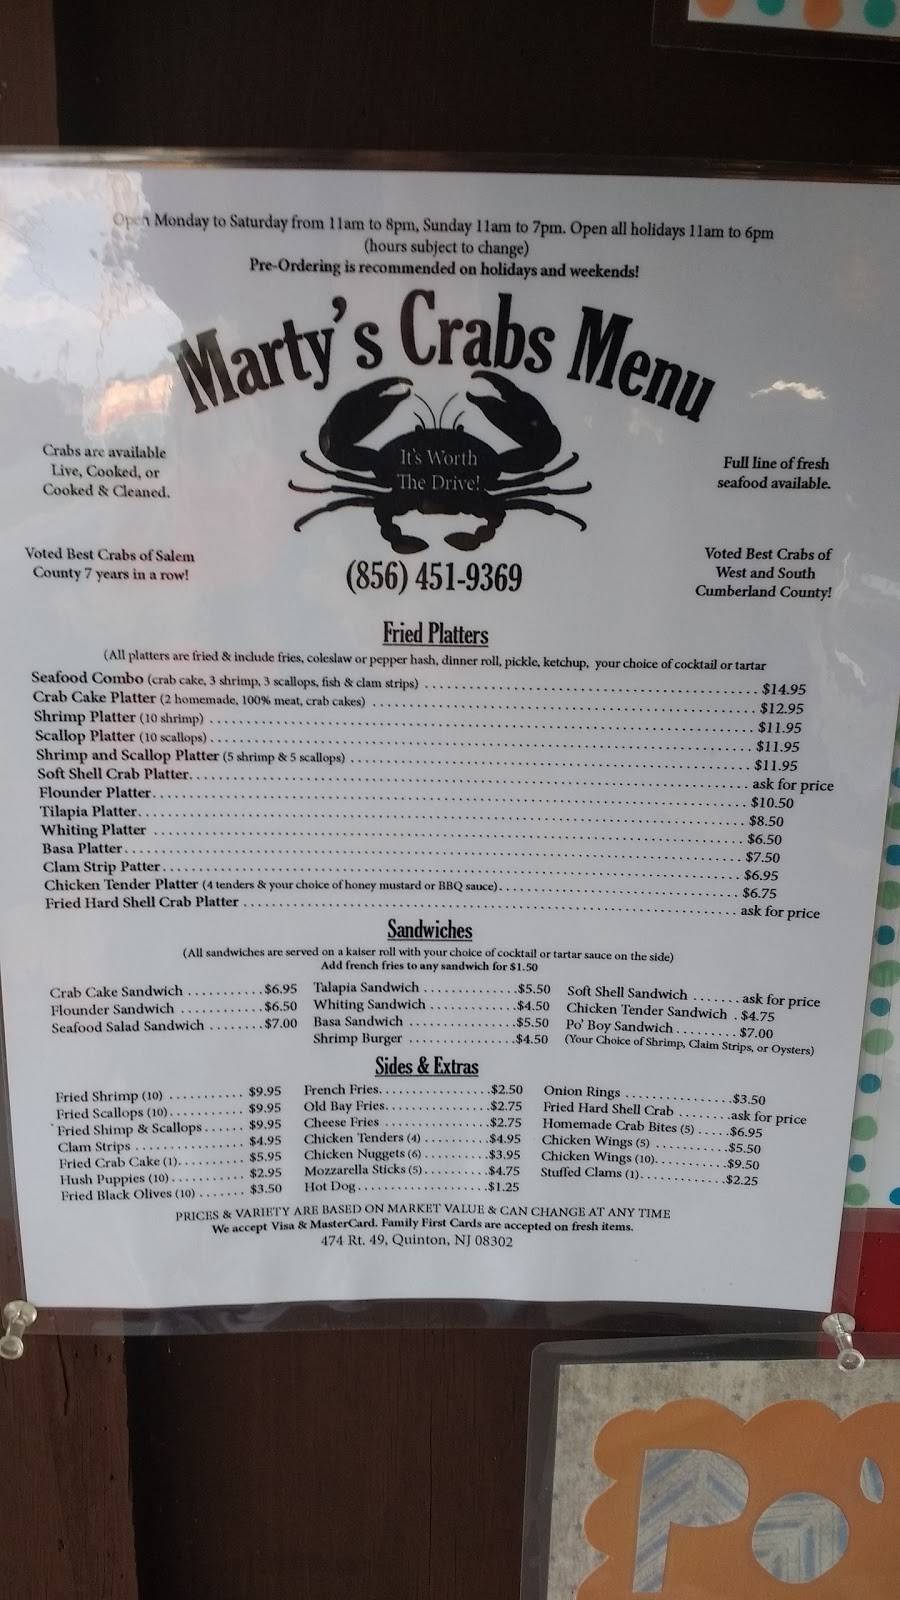 Open Monday to Saturday from 11am to 8pm, Sunday 11am to 7pm. Open all holidays 11am to 6pm
(hours subject to change)
Pre-Ordering is recommended on holidays and weekends!
Marty's Crabs Menu
It's Worth
The Drive!
Crabs are available
Live, Cooked, or
Cooked & Cleaned.
Full line of fresh
seafood available.
Voted Best Crabs of Salem
County 7 years in a row!
Voted Best Crabs of
West and South
Cumberland County!
(856) 451-9369
Fried Platters
(All platters are fried & include fries, coleslaw or pepper hash, dinner roll, pickle, ketchup, your choice of cocktail or tartar
Seafood Combo (crab cake, 3 shrimp, 3 scallops, fish & clam strips) $14.95
Crab Cake Platter (2 homemade, 100% meat, crab cakes) $12.95
Shrimp Platter (10 shrimp) $11.95
Scallop Platter (10 scallops) $11.95
Shrimp and Scallop Platter (5 shrimp & 5 scallops) $11.95
Soft Shell Crab Platter ask for price
Flounder Platter $10.50
Tilapia Platter $8.50
Whiting Platter $6.50
Basa Platter $7.50
Clam Strip Patter $6.95
Chicken Tender Platter (4 tenders & your choice of honey mustard or BBQ sauce) $6.75
Fried Hard Shell Crab Platter ask for price
Sandwiches
(All sandwiches are served on a kaiser roll with your choice of cocktail or tartar sauce on the side)
Add french fries to any sandwich for $1.50
Crab Cake Sandwich $6.95
Flounder Sandwich $6.50
Seafood Salad Sandwich $7.00
Talapia Sandwich $5.50
Whiting Sandwich $4.50
Basa Sandwich $5.50
Shrimp Burger $4.50
Soft Shell Sandwich ask for price
Chicken Tender Sandwich $4.75
Po' Boy Sandwich $7.00
(Your Choice of Shrimp, Claim Strips, or Oysters)
Sides & Extras
Fried Shrimp (10) $9.95
Fried Scallops (10) $9.95
Fried Shimp & Scallops $9.95
Clam Strips $4.95
Fried Crab Cake (1) $5.95
Hush Puppies (10) $2.95
Fried Black Olives (10) $3.50
French Fries $2.50
Old Bay Fries $2.75
Cheese Fries $2.75
Chicken Tenders (4) $4.95
Chicken Nuggets (6) $3.95
Mozzarella Sticks (5) $4.75
Hot Dog $1.25
Onion Rings $3.50
Fried Hard Shell Crab ask for price
Homemade Crab Bites (5) $6.95
Chicken Wings (5) $5.50
Chicken Wings (10) $9.50
Stuffed Clams (1) $2.25
PRICES & VARIETY ARE BASED ON MARKET VALUE & CAN CHANGE AT ANY TIME
We accept Visa & MasterCard. Family First Cards are accepted on fresh items.
474 Rt. 49, Quinton, NJ 08302
Po'